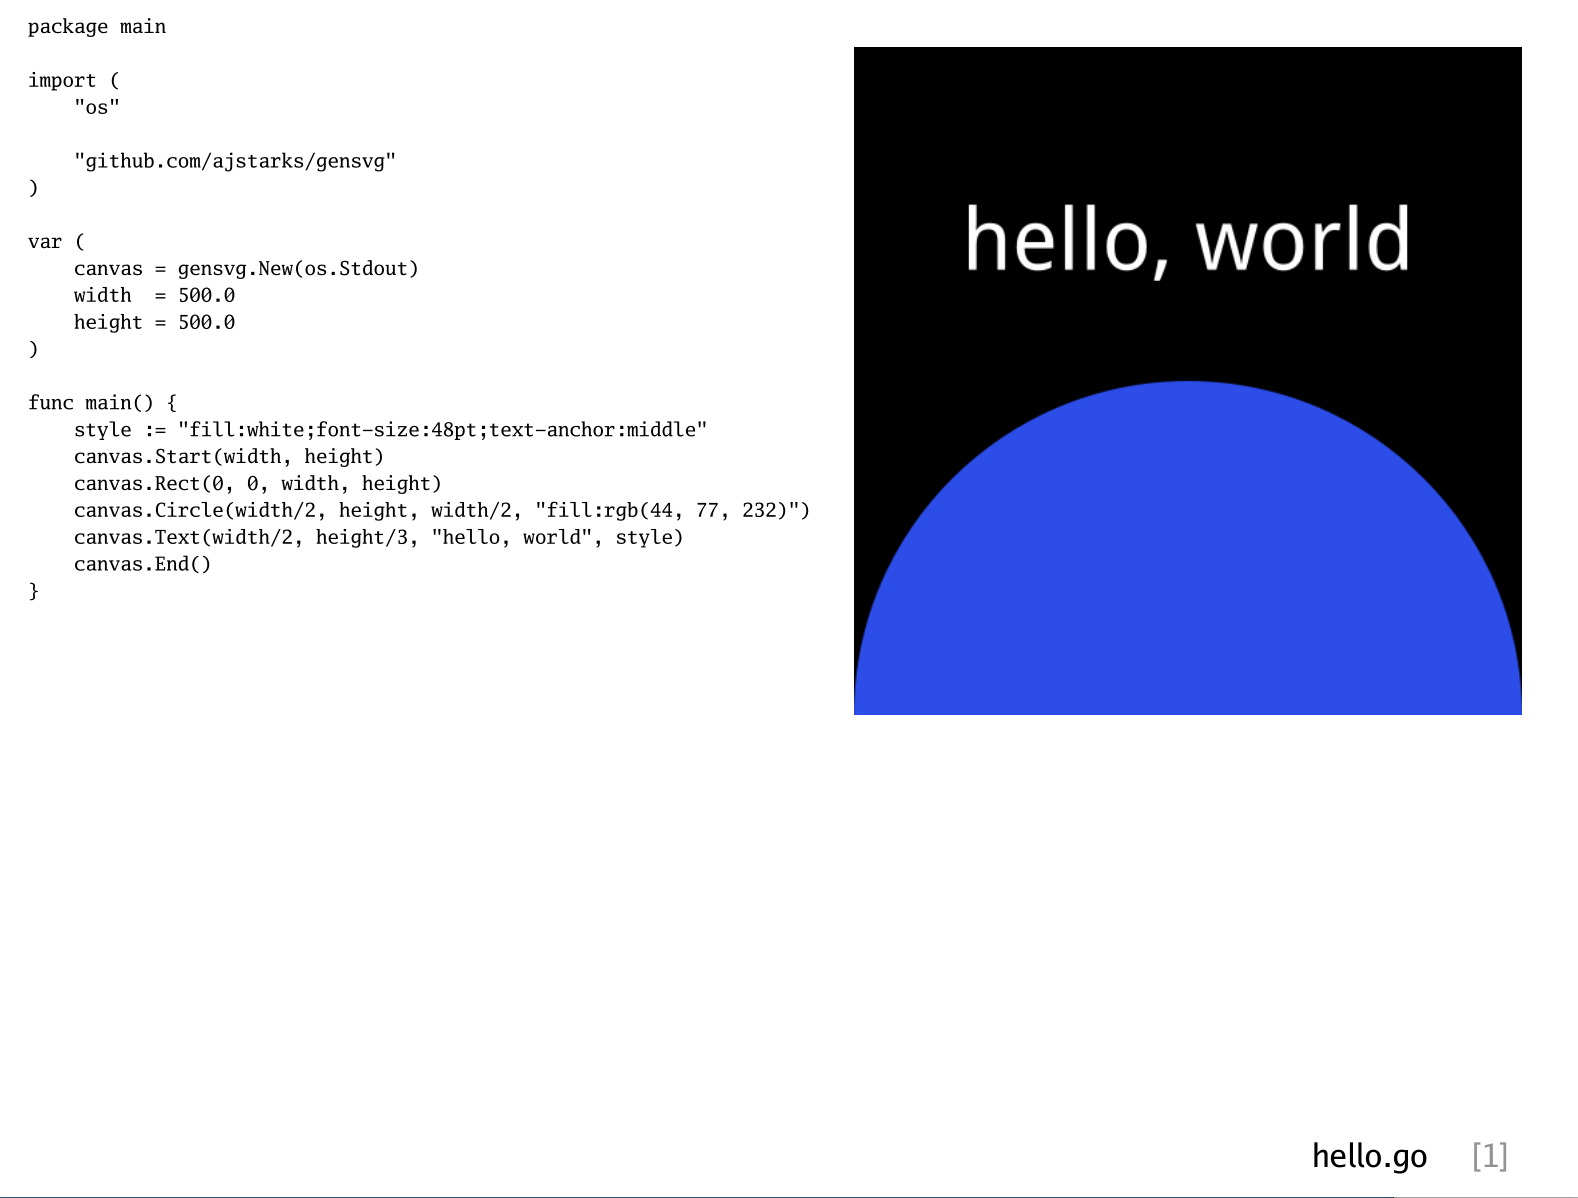 package main
import (
    "os"
    "github.com/ajstarks/gensvg"
)
var (
    canvas = gensvg.New(os.Stdout)
    width  = 500.0
    height = 500.0
)
func main() {
    style := "fill:white;font-size:48pt;text-anchor:middle"
    canvas.Start(width, height)
    canvas.Rect(0, 0, width, height)
    canvas.Circle(width/2, height, width/2, "fill:rgb(44, 77, 232)")
    canvas.Text(width/2, height/3, "hello, world", style)
    canvas.End()
}
hello, world
hello.go [1]